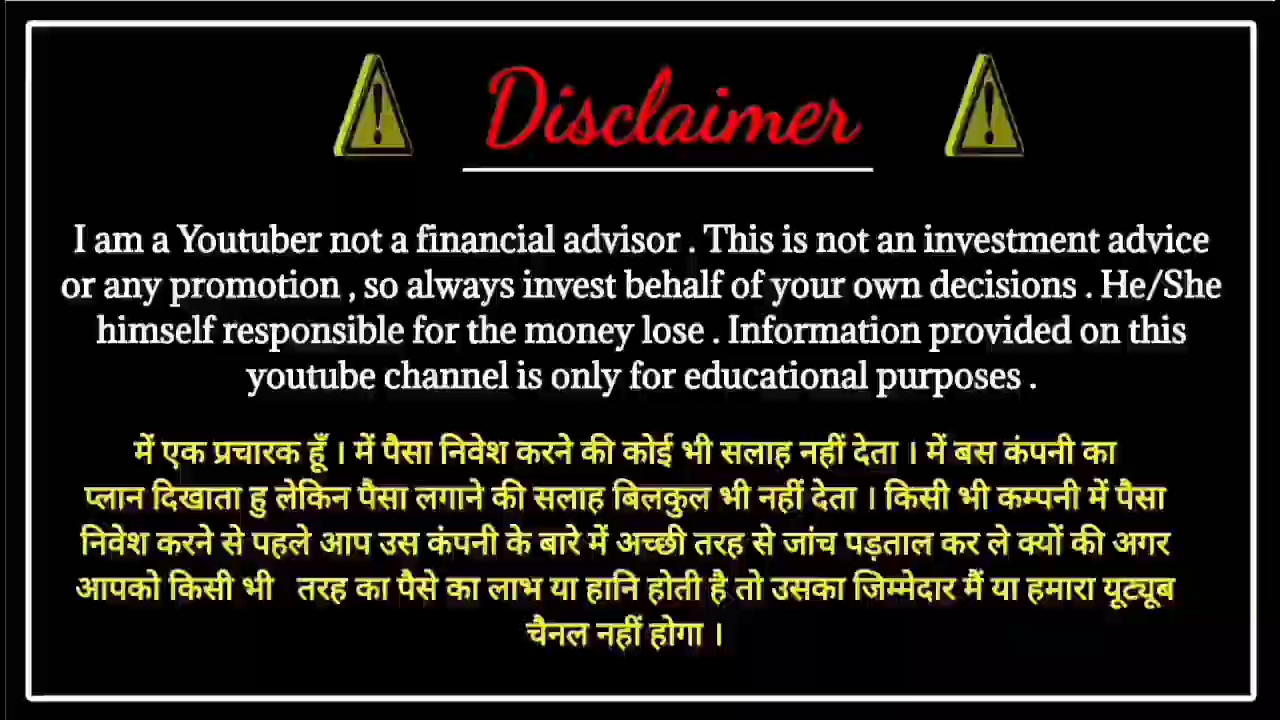 Disclaimer
I am a Youtuber not a financial advisor . This is not an investment advice
or any promotion , so always invest behalf of your own decisions . He/She
himself responsible for the money lose . Information provided on this
youtube channel is only for educational purposes .
में एक प्रचारक हूँ । में पैसा निवेश करने की कोई भी सलाह नहीं देता । में बस कंपनी का
प्लान दिखाता हु लेकिन पैसा लगाने की सलाह बिलकुल भी नहीं देता । किसी भी कम्पनी में पैसा
निवेश करने से पहले आप उस कंपनी के बारे में अच्छी तरह से जांच पड़ताल कर ले क्यों की अगर
आपको किसी भी तरह का पैसे का लाभ या हानि होती है तो उसका जिम्मेदार मैं या हमारा यूट्यूब
चैनल नहीं होगा ।